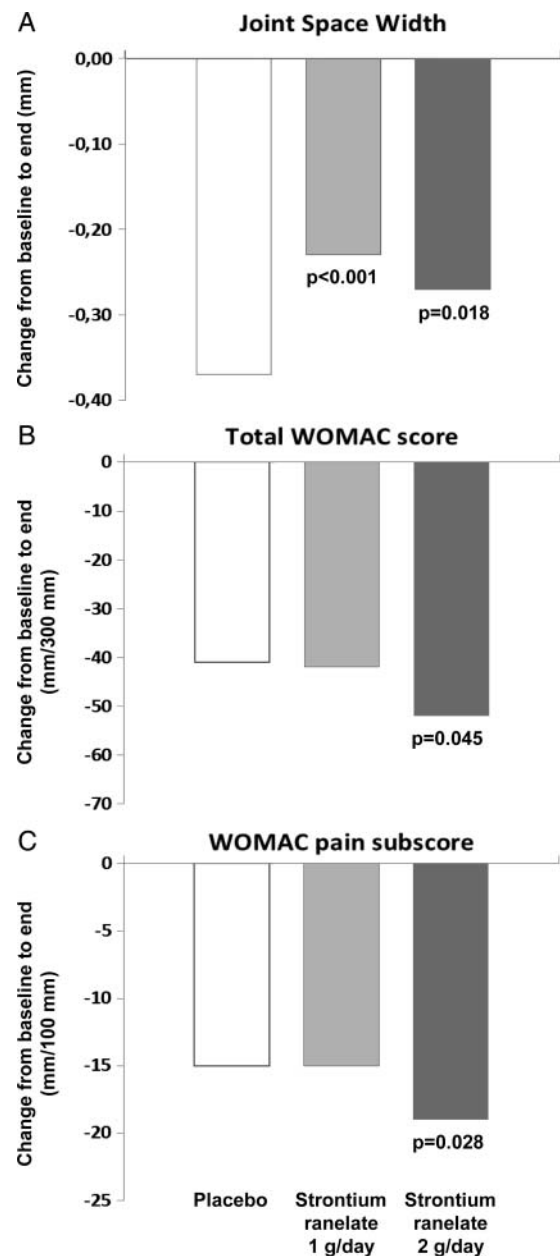 A
Joint Space Width
Change from baseline to end (mm)
0,00
-0,10
-0,20
-0,30
-0,40
p<0.001
p=0.018
B
Total WOMAC score
Change from baseline to end
(mm/300 mm)
0
-10
-20
-30
-40
-50
-60
-70
p=0.045
C
WOMAC pain subscore
Change from baseline to end
(mm/100 mm)
0
-5
-10
-15
-20
-25
p=0.028
Placebo
Strontium
ranelate
1 g/day
Strontium
ranelate
2 g/day